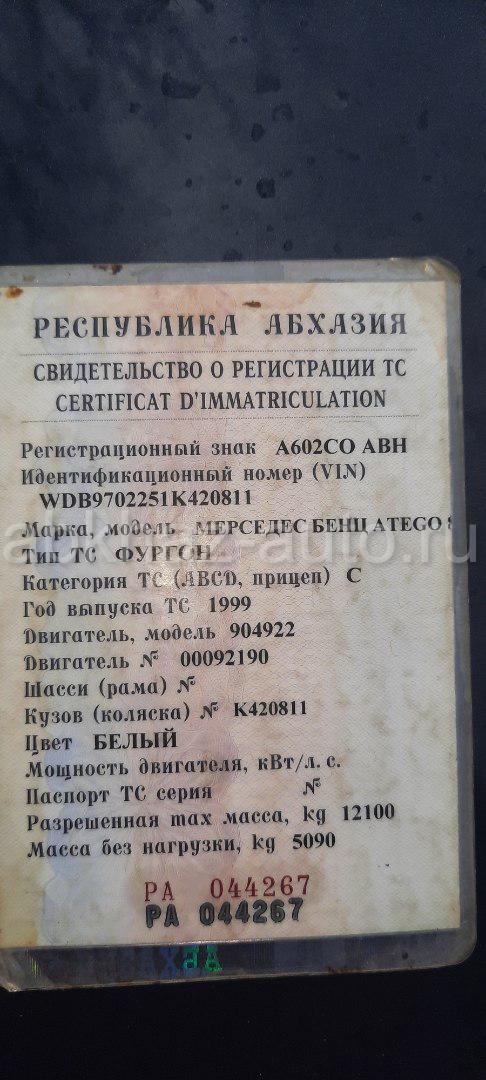 РЕСПУБЛИКА АБХАЗИЯ
СВИДЕТЕЛЬСТВО О РЕГИСТРАЦИИ ТС
CERTIFICAT D'IMMATRICULATION
Регистрационный знак А602СО АВН
Идентификационный номер (VIN)
WDB9702251K420811
Марка, модель МЕРСЕДЕС БЕНЦ ATEGO
Тип ТС ФУРГОН
Категория ТС (ABCD, прицеп) C
Год выпуска ТС 1999
Двигатель, модель 904922
Двигатель № 00092190
Шасси (рама) №
Кузов (коляска) № K420811
Цвет БЕЛЫЙ
Мощность двигателя, кВт/л. с.
Паспорт ТС серия №
Разрешенная max масса, kg 12100
Масса без нагрузки, kg 5090
РА 044267
РА 044267